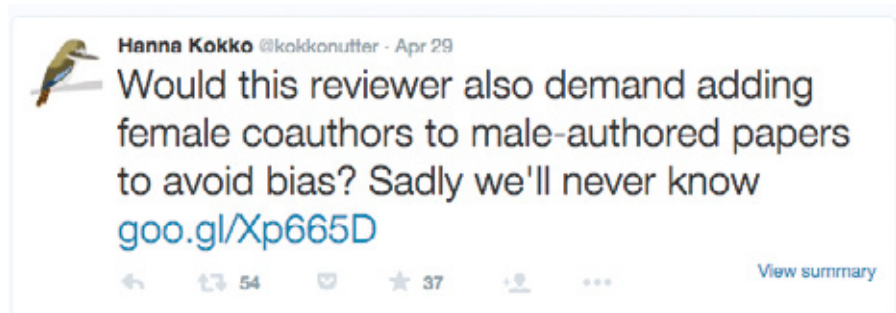 Hanna Kokko @kokkonutter · Apr 29
Would this reviewer also demand adding
female coauthors to male-authored papers
to avoid bias? Sadly we'll never know
goo.gl/Xp665D
54 37 View summary